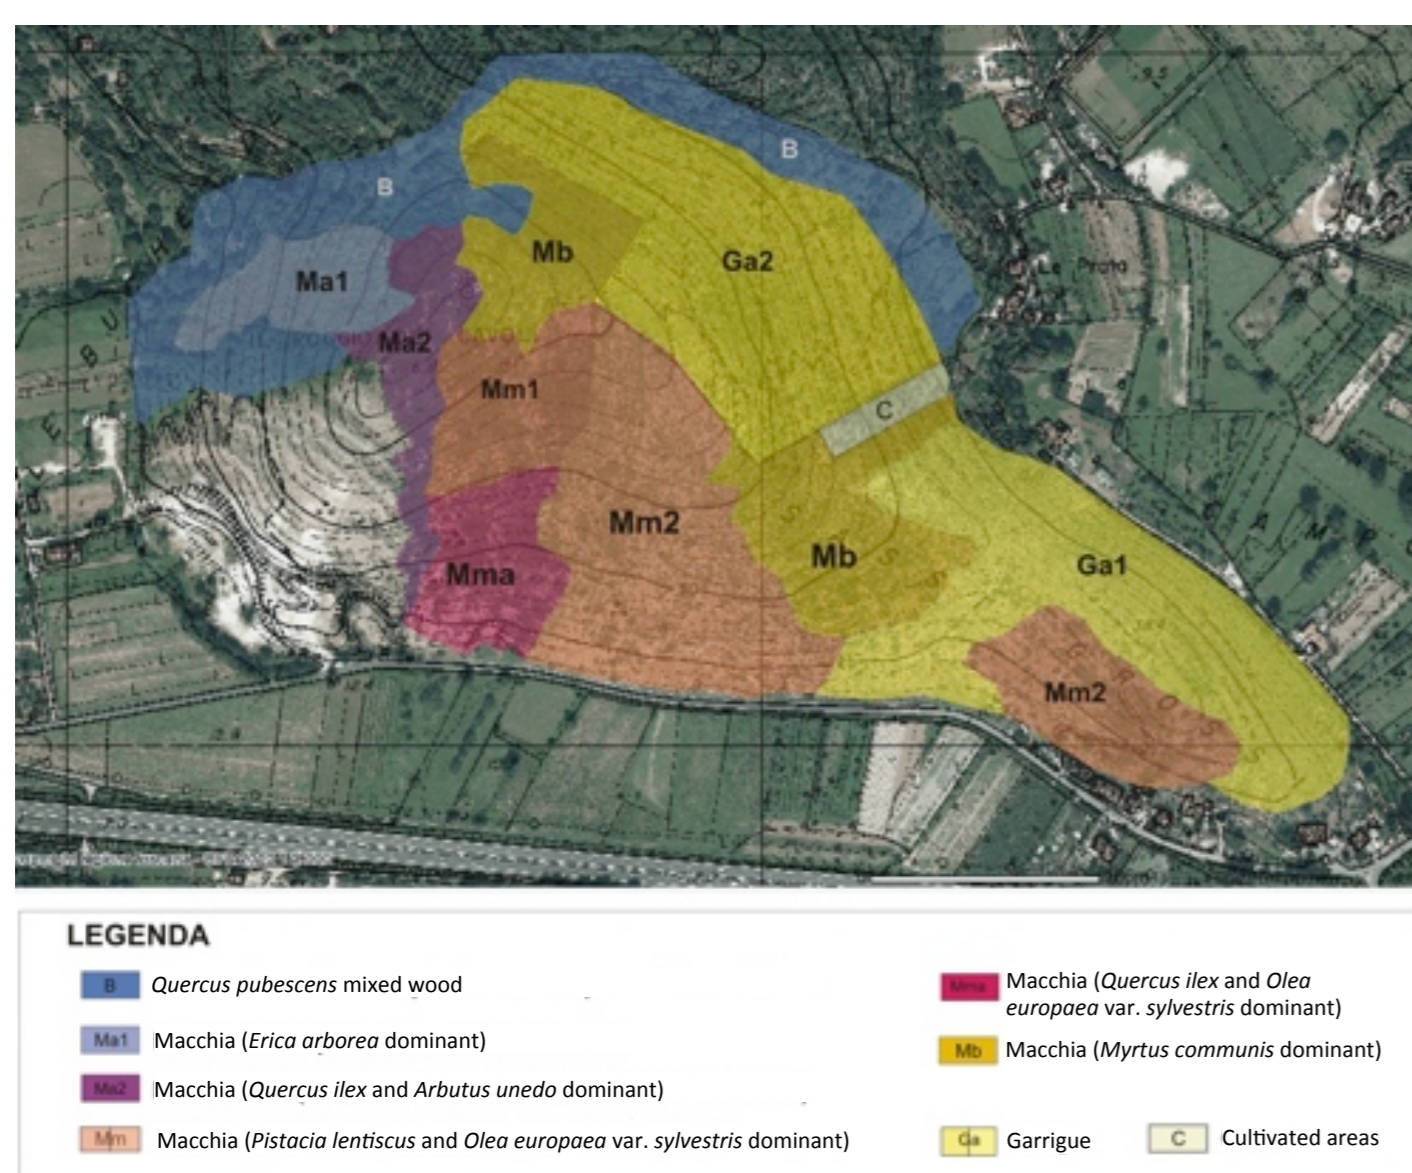 B
B
Ma1
Mb
Ga2
Le Prata
Ma2
Mm1
C
Mm2
Mb
Mma
Ga1
Mm2
LEGENDA
B Quercus pubescens mixed wood
Ma1 Macchia (Erica arborea dominant)
Ma2 Macchia (Quercus ilex and Arbutus unedo dominant)
Mm Macchia (Pistacia lentiscus and Olea europaea var. sylvestris dominant)
Mma Macchia (Quercus ilex and Olea
europaea var. sylvestris dominant)
Mb Macchia (Myrtus communis dominant)
Ga Garrigue
C Cultivated areas